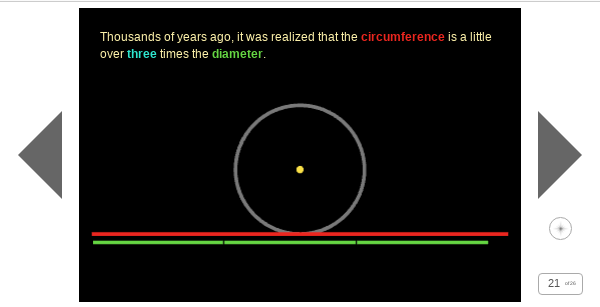 Thousands of years ago, it was realized that the circumference is a little
over three times the diameter.
21 of 26